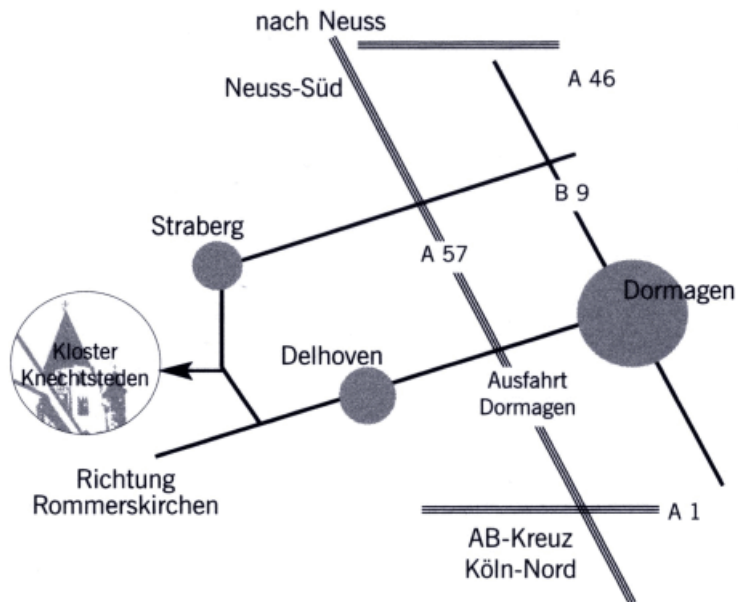 nach Neuss
Neuss-Süd
A 46
B 9
Straberg
A 57
Dormagen
Kloster
Knechtsteden
Delhoven
Ausfahrt
Dormagen
Richtung
Rommerskirchen
A 1
AB-Kreuz
Köln-Nord